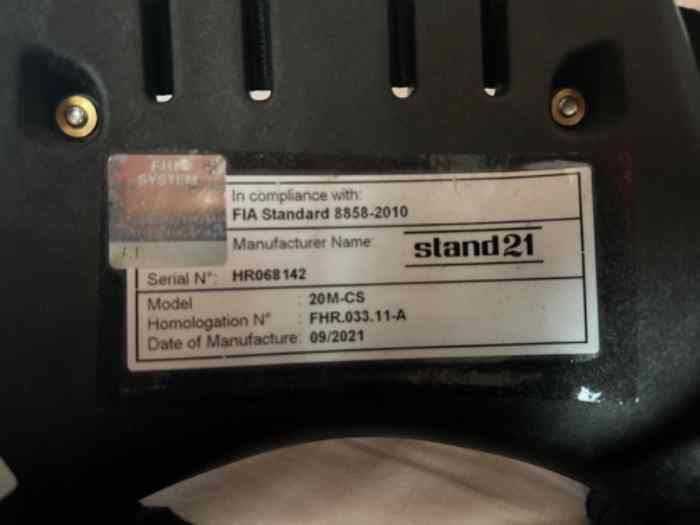 FHR
SYSTEM
In compliance with:
FIA Standard 8858-2010
Manufacturer Name: stand21
Serial N°: HR068142
Model : 20M-CS
Homologation N° : FHR.033.11-A
Date of Manufacture: 09/2021